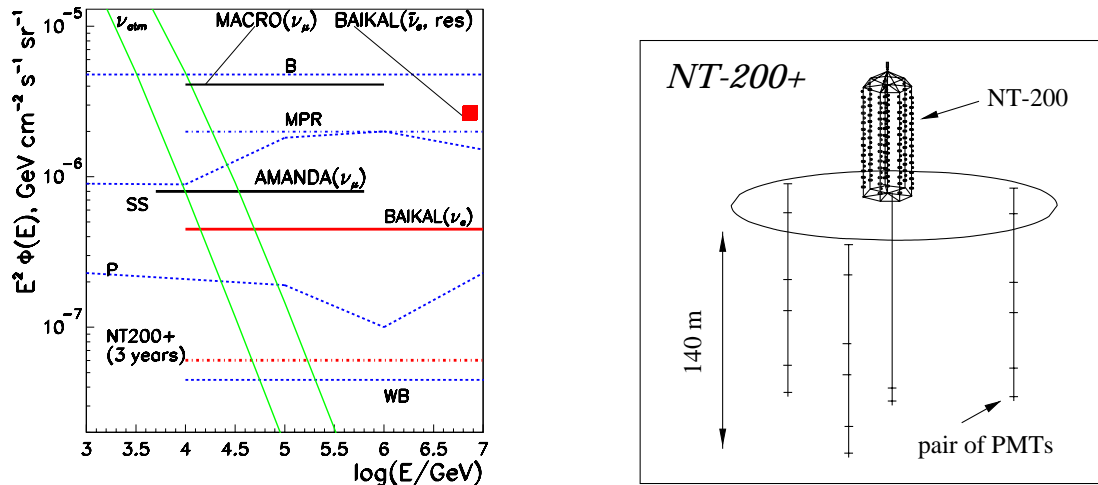 E² Φ(E), GeV cm⁻² s⁻¹ sr⁻¹
10⁻⁵
10⁻⁶
10⁻⁷
ν_atm
MACRO(ν_μ)
BAIKAL(ν̄_e, res)
B
MPR
AMANDA(ν_μ)
SS
BAIKAL(ν_e)
P
NT200+
(3 years)
WB
3 3.5 4 4.5 5 5.5 6 6.5 7
log(E/GeV)
NT-200+
NT-200
140 m
pair of PMTs